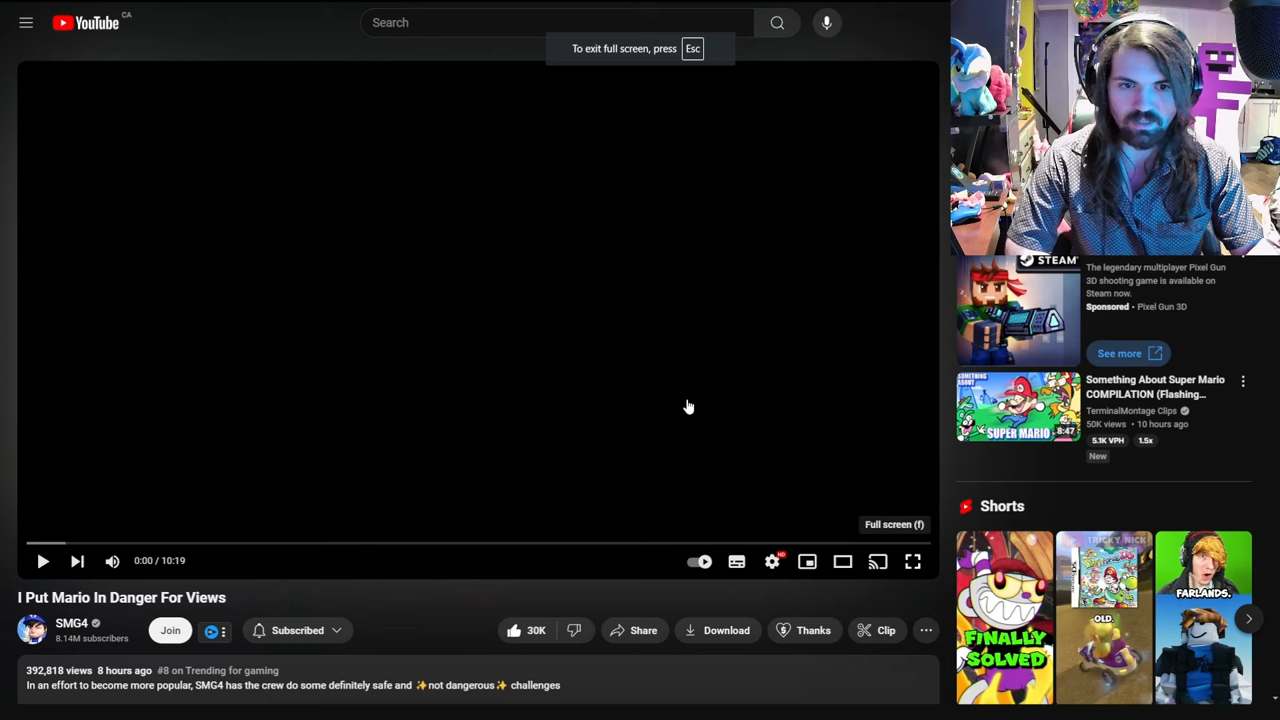 YouTube CA
Search
To exit full screen, press Esc
STEAM
The legendary multiplayer Pixel Gun
3D shooting game is available on
Steam now.
Sponsored • Pixel Gun 3D
See more
SOMETHING
ABOUT
SUPER MARIO
8:47
Something About Super Mario
COMPILATION (Flashing...
TerminalMontage Clips
50K views • 10 hours ago
5.1K VPH 1.5x
New
Full screen (f)
0:00 / 10:19
HD
I Put Mario In Danger For Views
SMG4
8.14M subscribers
Join
Subscribed
30K
Share
Download
Thanks
Clip
392,818 views 8 hours ago #8 on Trending for gaming
In an effort to become more popular, SMG4 has the crew do some definitely safe and ✨not dangerous✨ challenges
Shorts
FINALLY
SOLVED
TRICKY NICK
OLD.
FARLANDS.